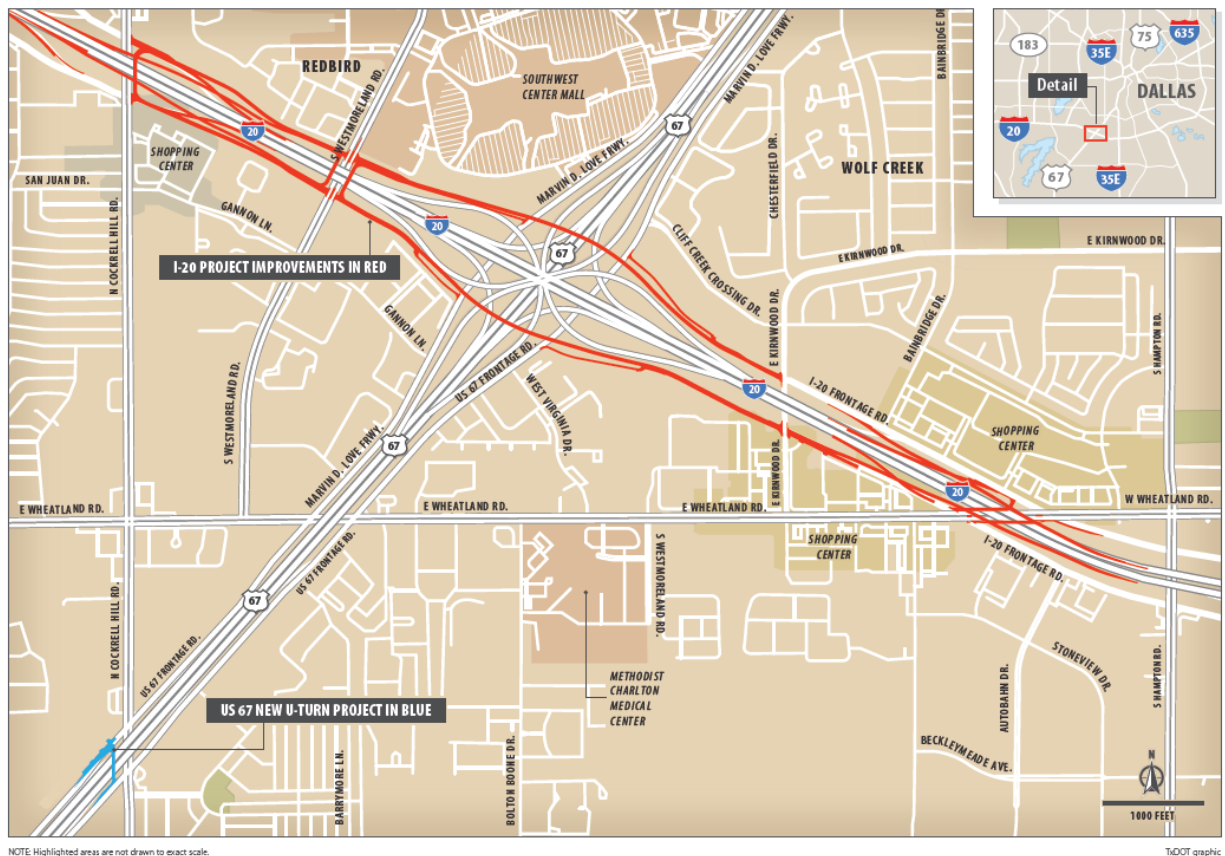 REDBIRD
SOUTHWEST
CENTER MALL
MARVIN D. LOVE FRWY.
MARVIN D. LOVE FRWY.
BAINBRIDGE DR
183
75
635
35E
Detail
DALLAS
20
67
35E
S WESTMORELAND RD.
20
67
SHOPPING
CENTER
SAN JUAN DR.
GANNON LN.
N COCKRELL HILL RD.
20
67
CHESTERFIELD DR.
WOLF CREEK
CLIFF CREEK CROSSING DR.
E KIRNWOOD DR.
E KIRNWOOD DR.
I-20 PROJECT IMPROVEMENTS IN RED
GANNON LN.
E KIRNWOOD DR.
BAINBRIDGE DR.
S HAMPTON RD.
S WESTMORELAND RD.
US 67 FRONTAGE RD.
WEST VIRGINIA DR.
20
I-20 FRONTAGE RD.
SHOPPING
CENTER
67
MARVIN D. LOVE FRWY.
E KIRNWOOD DR.
20
E WHEATLAND RD.
E WHEATLAND RD.
E WHEATLAND RD.
W WHEATLAND RD.
US 67 FRONTAGE RD.
SHOPPING
CENTER
I-20 FRONTAGE RD.
67
N COCKRELL HILL RD.
US 67 FRONTAGE RD.
S WESTMORELAND RD.
METHODIST
CHARLTON
MEDICAL
CENTER
STONEVIEW DR.
AUTOBAHN DR.
S HAMPTON RD.
US 67 NEW U-TURN PROJECT IN BLUE
BARRYMORE LN.
BOLTON BOONE DR.
BECKLEYMEADE AVE.
N
1000 FEET
NOTE: Highlighted areas are not drawn to exact scale.
TxDOT graphic